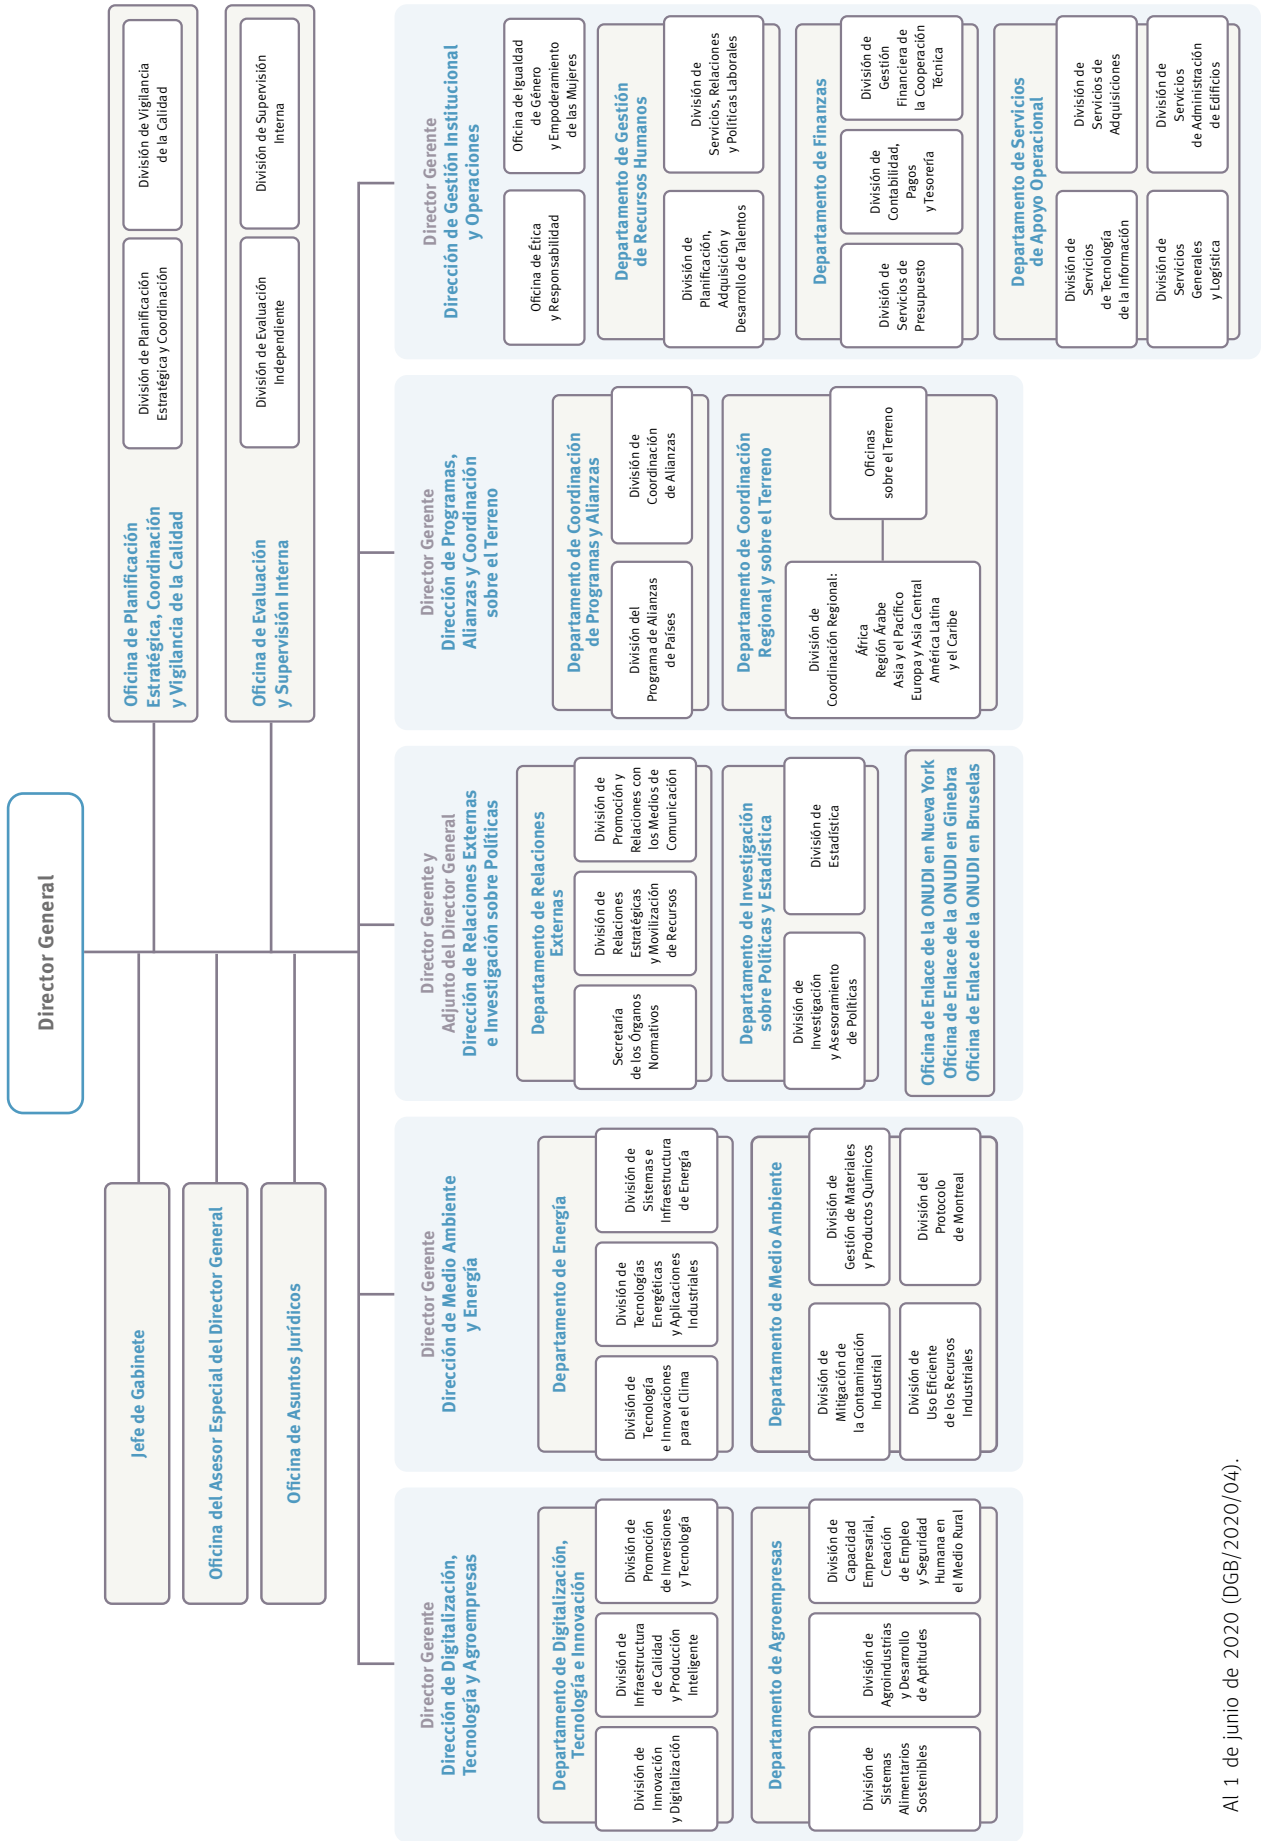 Director General
Jefe de Gabinete
Oficina del Asesor Especial del Director General
Oficina de Asuntos Jurídicos
Oficina de Planificación
Estratégica, Coordinación
y Vigilancia de la Calidad
División de Planificación
Estratégica y Coordinación
División de Vigilancia
de la Calidad
Oficina de Evaluación
y Supervisión Interna
División de Evaluación
Independiente
División de Supervisión
Interna
Director Gerente
Dirección de Digitalización,
Tecnología y Agroempresas
Departamento de Digitalización,
Tecnología e Innovación
División de
Innovación
y Digitalización
División de
Infraestructura
de Calidad
y Producción
Inteligente
División de
Promoción
de Inversiones
y Tecnología
Departamento de Agroempresas
División de
Sistemas
Alimentarios
Sostenibles
División de
Agroindustrias
y Desarrollo
de Aptitudes
División de
Capacidad
Empresarial,
Creación
de Empleo
y Seguridad
Humana en
el Medio Rural
Director Gerente
Dirección de Medio Ambiente
y Energía
Departamento de Energía
División de
Tecnología
e Innovaciones
para el Clima
División de
Tecnologías
Energéticas
y Aplicaciones
Industriales
División de
Sistemas e
Infraestructura
de Energía
Departamento de Medio Ambiente
División de
Mitigación de
la Contaminación
Industrial
División de
Gestión de Materiales
y Productos Químicos
División de
Uso Eficiente
de los Recursos
Industriales
División del
Protocolo
de Montreal
Director Gerente y
Adjunto del Director General
Dirección de Relaciones Externas
e Investigación sobre Políticas
Departamento de Relaciones
Externas
Secretaría
de los Órganos
Normativos
División de
Relaciones
Estratégicas
y Movilización
de Recursos
División de
Promoción y
Relaciones con
los Medios de
Comunicación
Departamento de Investigación
sobre Políticas y Estadística
División de
Investigación
y Asesoramiento
de Políticas
División de
Estadística
Oficina de Enlace de la ONUDI en Nueva York
Oficina de Enlace de la ONUDI en Ginebra
Oficina de Enlace de la ONUDI en Bruselas
Director Gerente
Dirección de Programas,
Alianzas y Coordinación
sobre el Terreno
Departamento de Coordinación
de Programas y Alianzas
División del
Programa de Alianzas
de Países
División de
Coordinación
de Alianzas
Departamento de Coordinación
Regional y sobre el Terreno
División de
Coordinación Regional:
África
Región Árabe
Asia y el Pacífico
Europa y Asia Central
América Latina
y el Caribe
Oficinas
sobre el Terreno
Director Gerente
Dirección de Gestión Institucional
y Operaciones
Oficina de Ética
y Responsabilidad
Oficina de Igualdad
de Género
y Empoderamiento
de las Mujeres
Departamento de Gestión
de Recursos Humanos
División de
Planificación,
Adquisición y
Desarrollo de Talentos
División de
Servicios, Relaciones
y Políticas Laborales
Departamento de Finanzas
División de
Servicios de
Presupuesto
División de
Contabilidad,
Pagos
y Tesorería
División de
Gestión
Financiera de
la Cooperación
Técnica
Departamento de Servicios
de Apoyo Operacional
División de
Servicios
de Tecnología
de la Información
División de
Servicios de
Adquisiciones
División de
Servicios
Generales
y Logística
División de
Servicios
de Administración
de Edificios
Al 1 de junio de 2020 (DGB/2020/04).